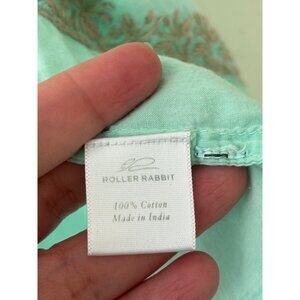 ROLLER RABBIT
100% Cotton
Made in India